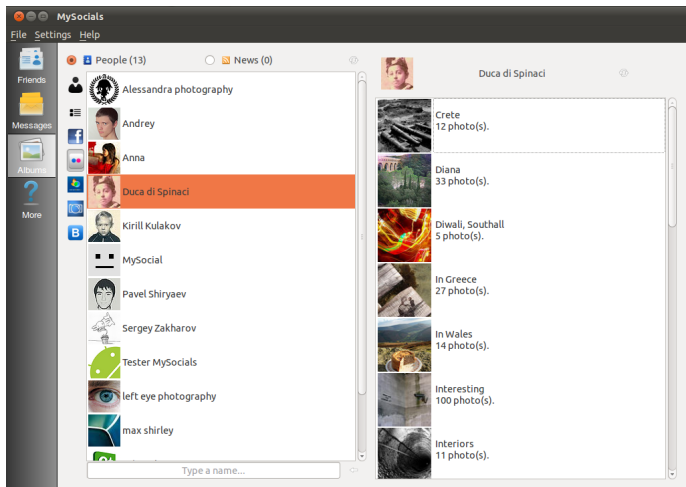 MySocials
File Settings Help
Friends
Messages
Albums
More
People (13)
News (0)
Alessandra photography
Andrey
Anna
Duca di Spinaci
Kirill Kulakov
MySocial
Pavel Shiryaev
Sergey Zakharov
Tester MySocials
left eye photography
max shirley
Type a name...
Duca di Spinaci
Crete
12 photo(s).
Diana
33 photo(s).
Diwali, Southall
5 photo(s).
In Greece
27 photo(s).
In Wales
14 photo(s).
Interesting
100 photo(s).
Interiors
11 photo(s).